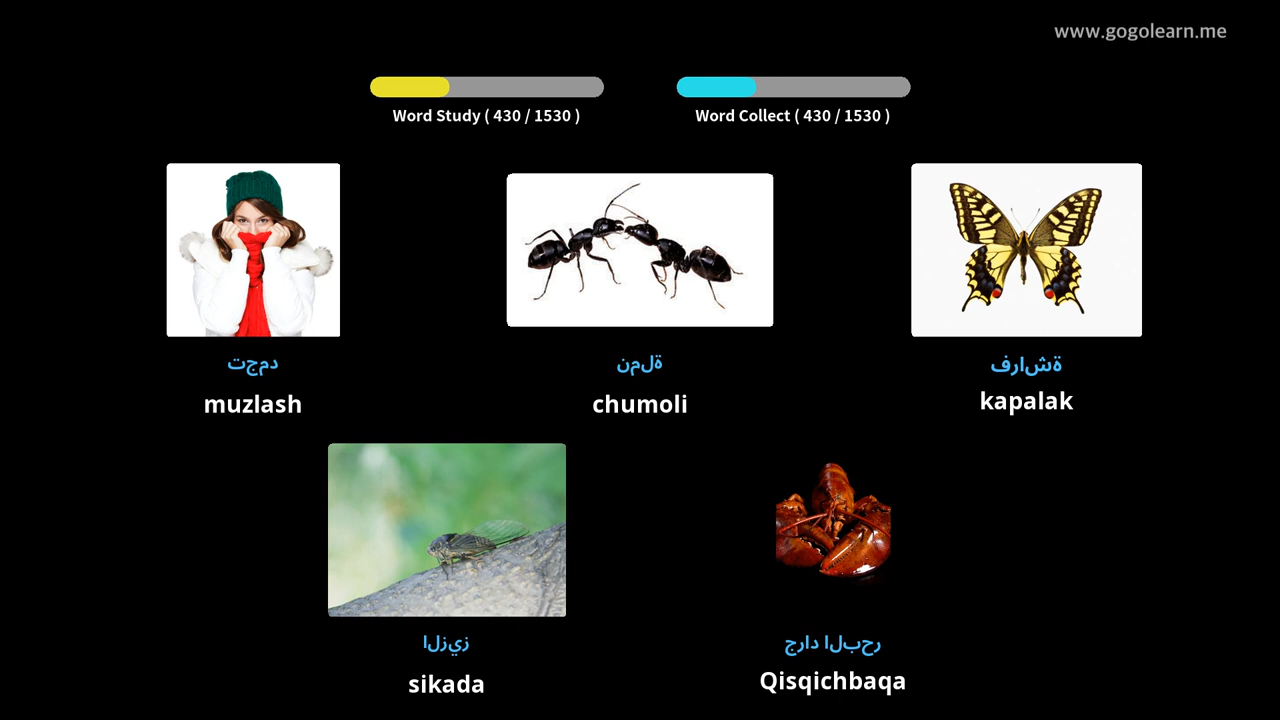 www.gogolearn.me
Word Study ( 430 / 1530 )
Word Collect ( 430 / 1530 )
تجمد
muzlash
نملة
chumoli
فراشة
kapalak
الزيز
sikada
جراد البحر
Qisqichbaqa